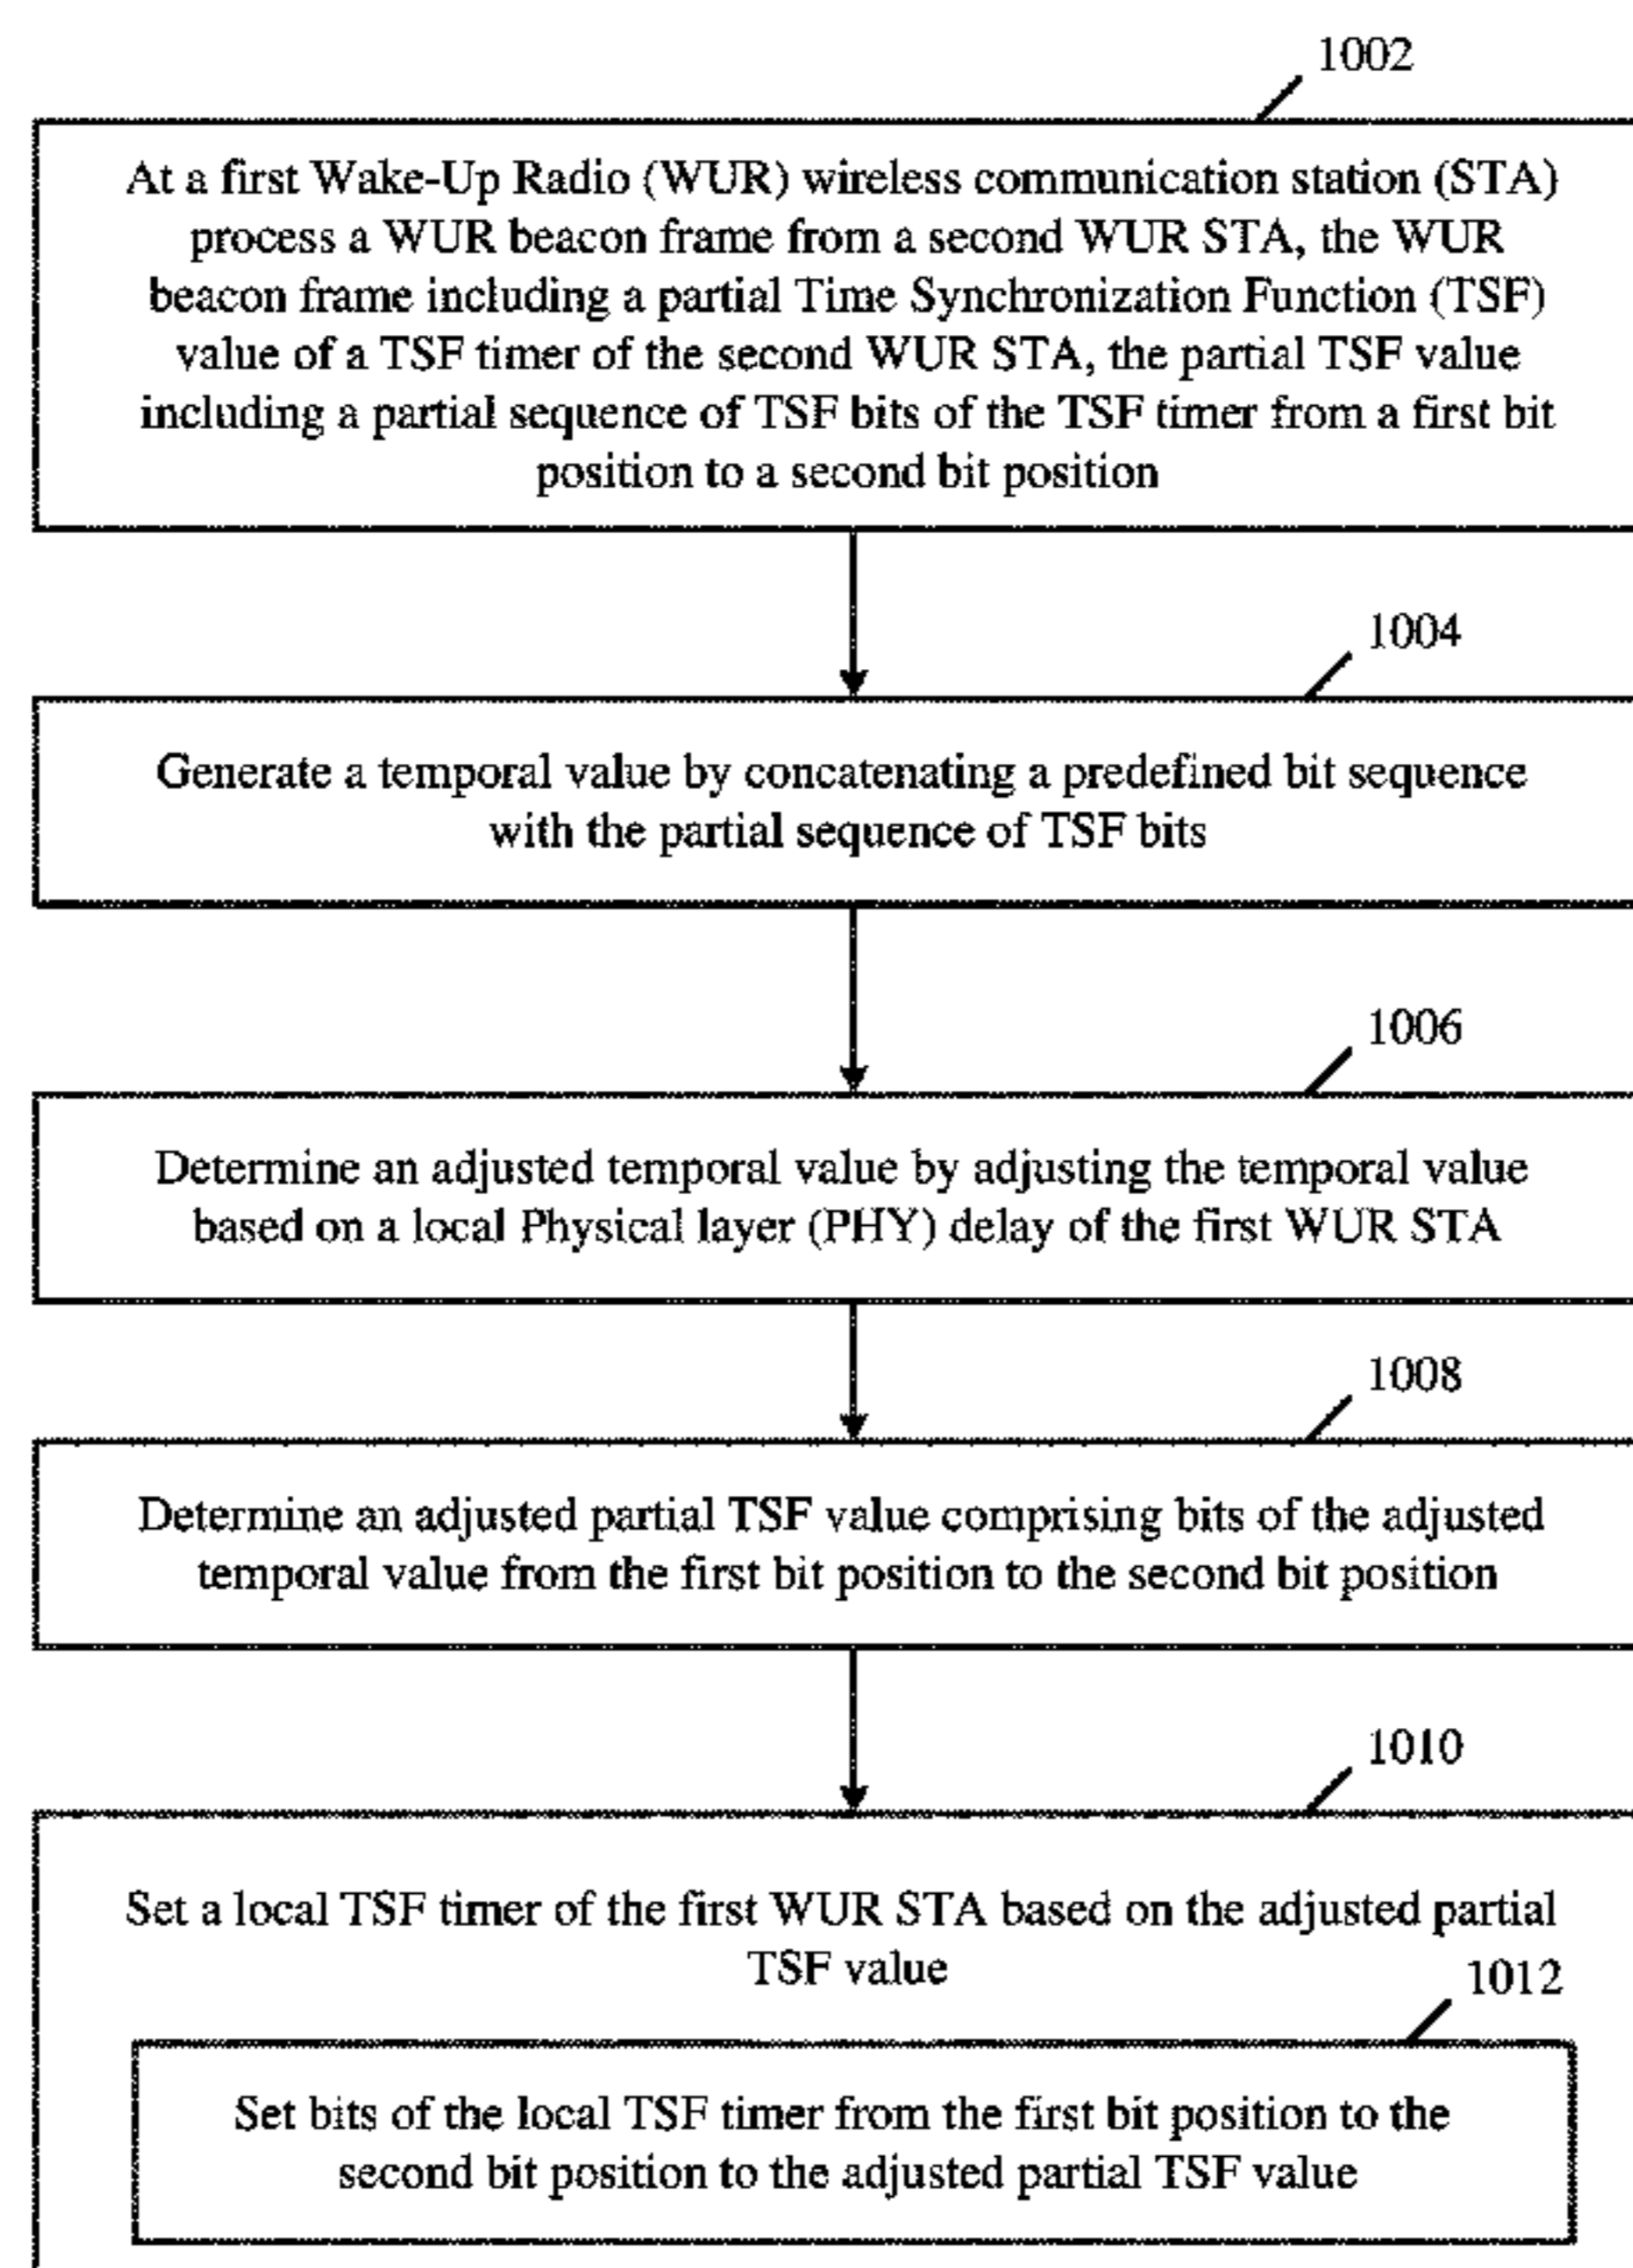 1002
At a first Wake-Up Radio (WUR) wireless communication station (STA)
process a WUR beacon frame from a second WUR STA, the WUR
beacon frame including a partial Time Synchronization Function (TSF)
value of a TSF timer of the second WUR STA, the partial TSF value
including a partial sequence of TSF bits of the TSF timer from a first bit
position to a second bit position
1004
Generate a temporal value by concatenating a predefined bit sequence
with the partial sequence of TSF bits
1006
Determine an adjusted temporal value by adjusting the temporal value
based on a local Physical layer (PHY) delay of the first WUR STA
1008
Determine an adjusted partial TSF value comprising bits of the adjusted
temporal value from the first bit position to the second bit position
1010
Set a local TSF timer of the first WUR STA based on the adjusted partial
TSF value
1012
Set bits of the local TSF timer from the first bit position to the
second bit position to the adjusted partial TSF value